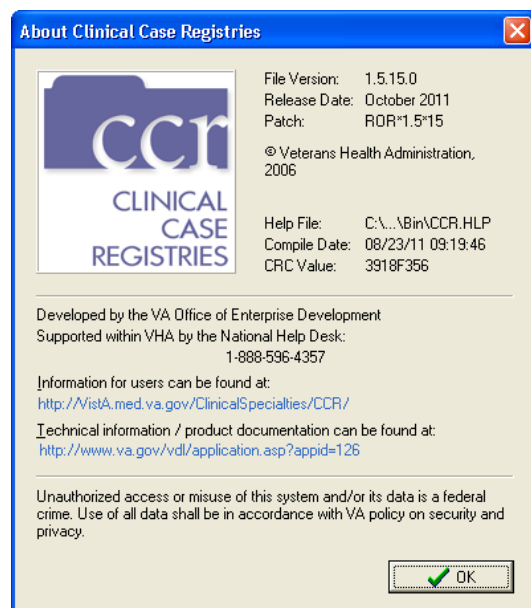 About Clinical Case Registries
ccr
CLINICAL
CASE
REGISTRIES
File Version: 1.5.15.0
Release Date: October 2011
Patch: ROR*1.5*15
© Veterans Health Administration,
2006
Help File: C:\...\Bin\CCR.HLP
Compile Date: 08/23/11 09:19:46
CRC Value: 3918F356
Developed by the VA Office of Enterprise Development
Supported within VHA by the National Help Desk:
1-888-596-4357
Information for users can be found at:
http://VistA.med.va.gov/ClinicalSpecialties/CCR/
Technical information / product documentation can be found at:
http://www.va.gov/vdl/application.asp?appid=126
Unauthorized access or misuse of this system and/or its data is a federal
crime. Use of all data shall be in accordance with VA policy on security and
privacy.
OK